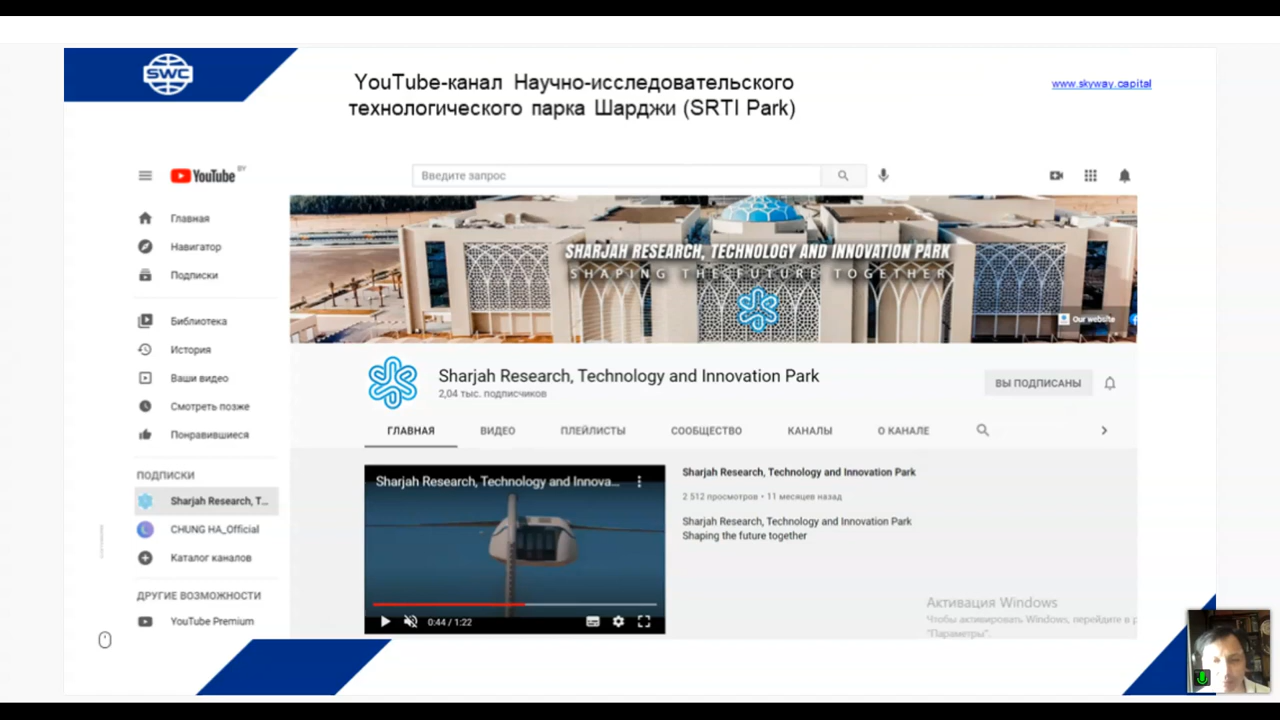 SWC
YouTube-канал Научно-исследовательского
технологического парка Шарджи (SRTI Park)
www.skyway.capital
YouTube BY
Введите запрос
Главная
Навигатор
Подписки
Библиотека
История
Ваши видео
Смотреть позже
Понравившиеся
ПОДПИСКИ
Sharjah Research, T...
CHUNG HA_Official
Каталог каналов
ДРУГИЕ ВОЗМОЖНОСТИ
YouTube Premium
SHARJAH RESEARCH, TECHNOLOGY AND INNOVATION PARK
SHAPING THE FUTURE TOGETHER
Our website
Sharjah Research, Technology and Innovation Park
2,04 тыс. подписчиков
ВЫ ПОДПИСАНЫ
ГЛАВНАЯ
ВИДЕО
ПЛЕЙЛИСТЫ
СООБЩЕСТВО
КАНАЛЫ
О КАНАЛЕ
Sharjah Research, Technology and Innova...
0:44 / 1:22
Sharjah Research, Technology and Innovation Park
2 512 просмотров • 11 месяцев назад
Sharjah Research, Technology and Innovation Park
Shaping the future together
Активация Windows
Чтобы активировать Windows, перейдите в р
"Параметры".